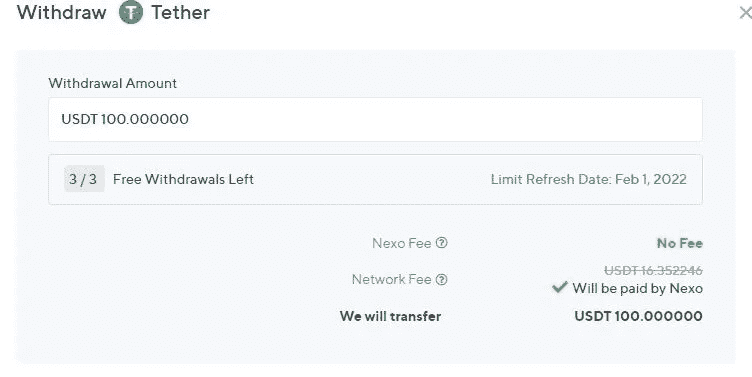 Withdraw Tether
Withdrawal Amount
USDT 100.000000
3 / 3 Free Withdrawals Left Limit Refresh Date: Feb 1, 2022
Nexo Fee ? No Fee
USDT 16.352246
Network Fee ? Will be paid by Nexo
We will transfer USDT 100.000000